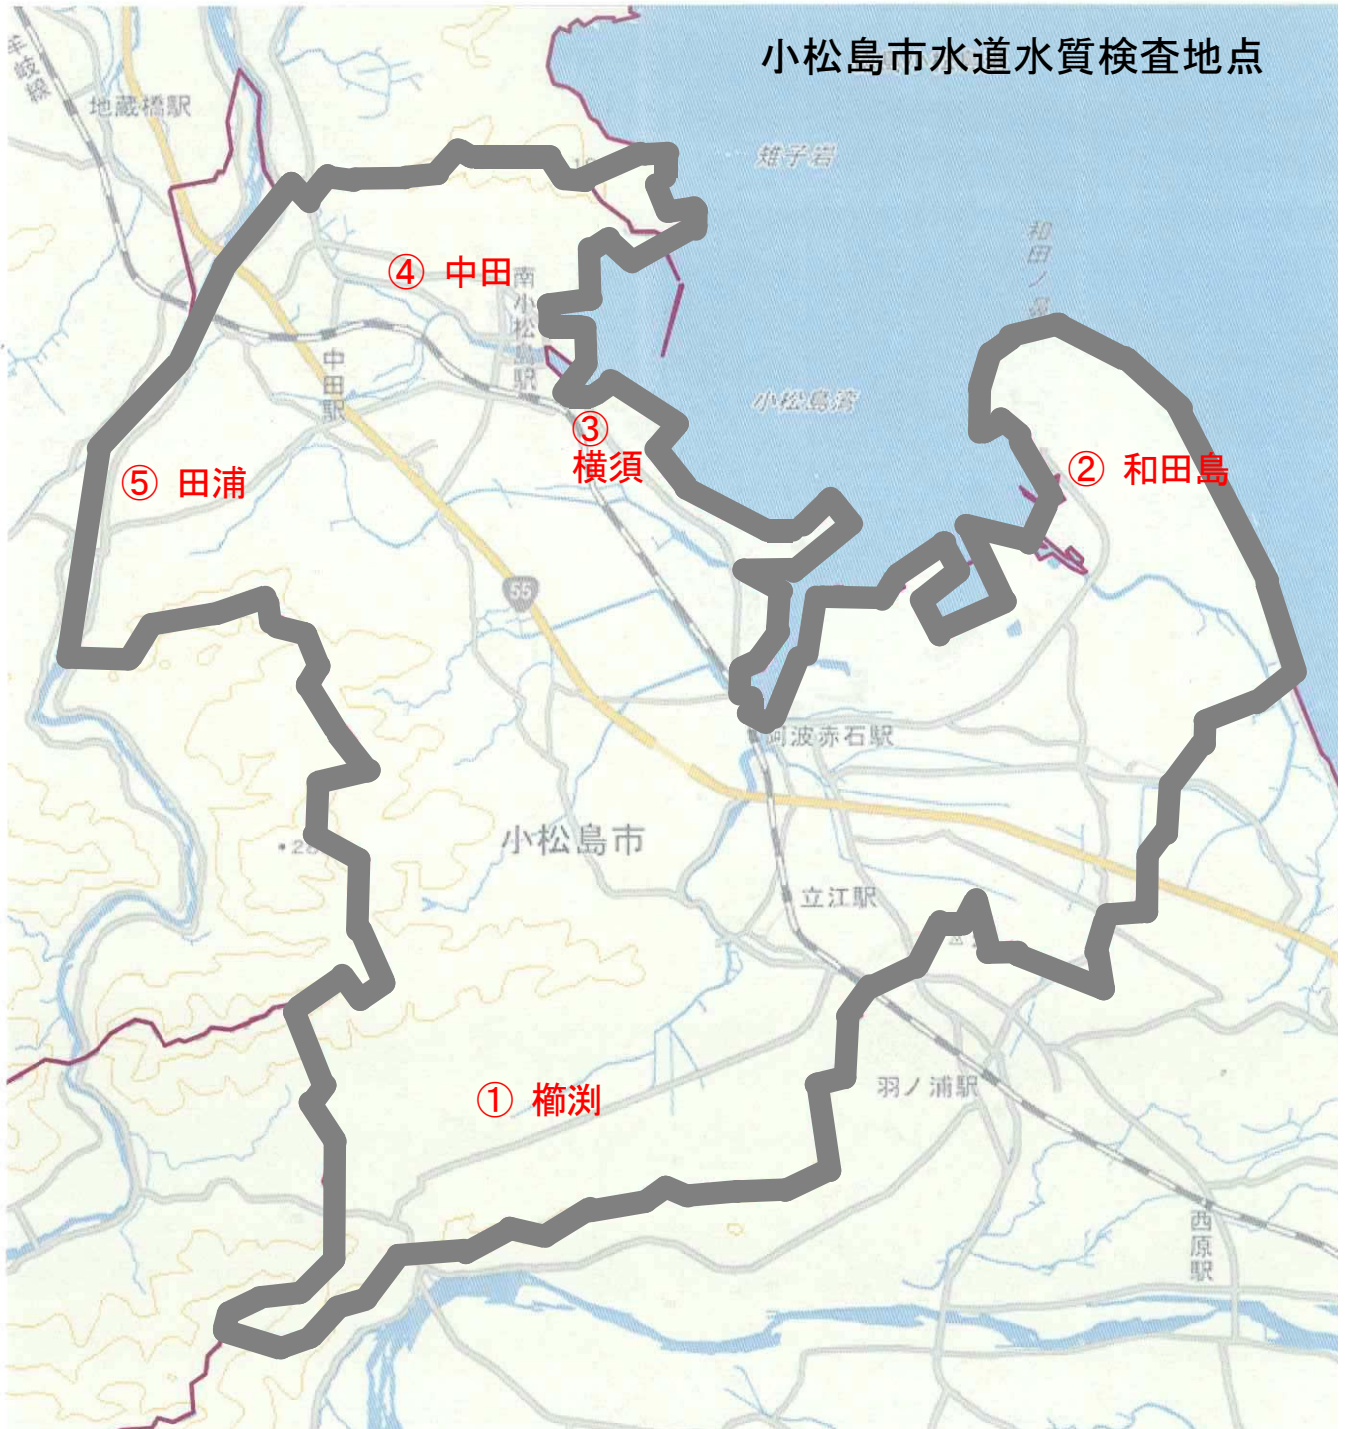 小松島市水道水質検査地点
牟岐線
地蔵橋駅
雉子岩
和田ノ鼻
④ 中田
南小松島駅
中田駅
小松島湾
③
横須
② 和田島
⑤ 田浦
55
阿波赤石駅
小松島市
立江駅
① 櫛渕
羽ノ浦駅
西原駅